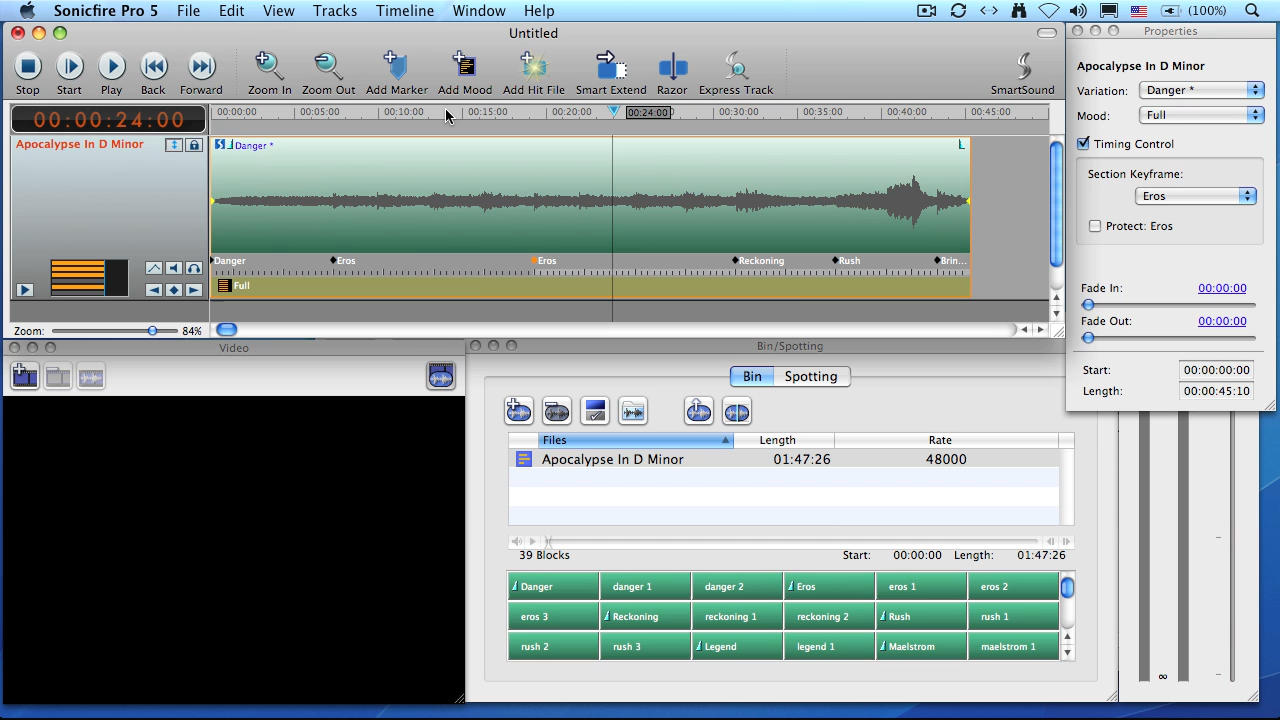 Sonicfire Pro 5 File Edit View Tracks Timeline Window Help (100%)
Untitled
Properties
Stop Start Play Back Forward Zoom In Zoom Out Add Marker Add Mood Add Hit File Smart Extend Razor Express Track SmartSound
Apocalypse In D Minor
Variation: Danger *
Mood: Full
Timing Control
Section Keyframe:
Eros
Protect: Eros
Fade In: 00:00:00
Fade Out: 00:00:00
Start: 00:00:00:00
Length: 00:00:45:10
00:00:24:00
00:00:00 00:05:00 00:10:00 00:15:00 00:20:00 00:24:00 00:30:00 00:35:00 00:40:00 00:45:00
Apocalypse In D Minor
Danger *
Danger Eros Eros Reckoning Rush Brin...
Full
Zoom: 84%
Video
Bin/Spotting
Bin Spotting
Files Length Rate
Apocalypse In D Minor 01:47:26 48000
39 Blocks Start: 00:00:00 Length: 01:47:26
Danger danger 1 danger 2 Eros eros 1 eros 2
eros 3 Reckoning reckoning 1 reckoning 2 Rush rush 1
rush 2 rush 3 Legend legend 1 Maelstrom maelstrom 1
∞